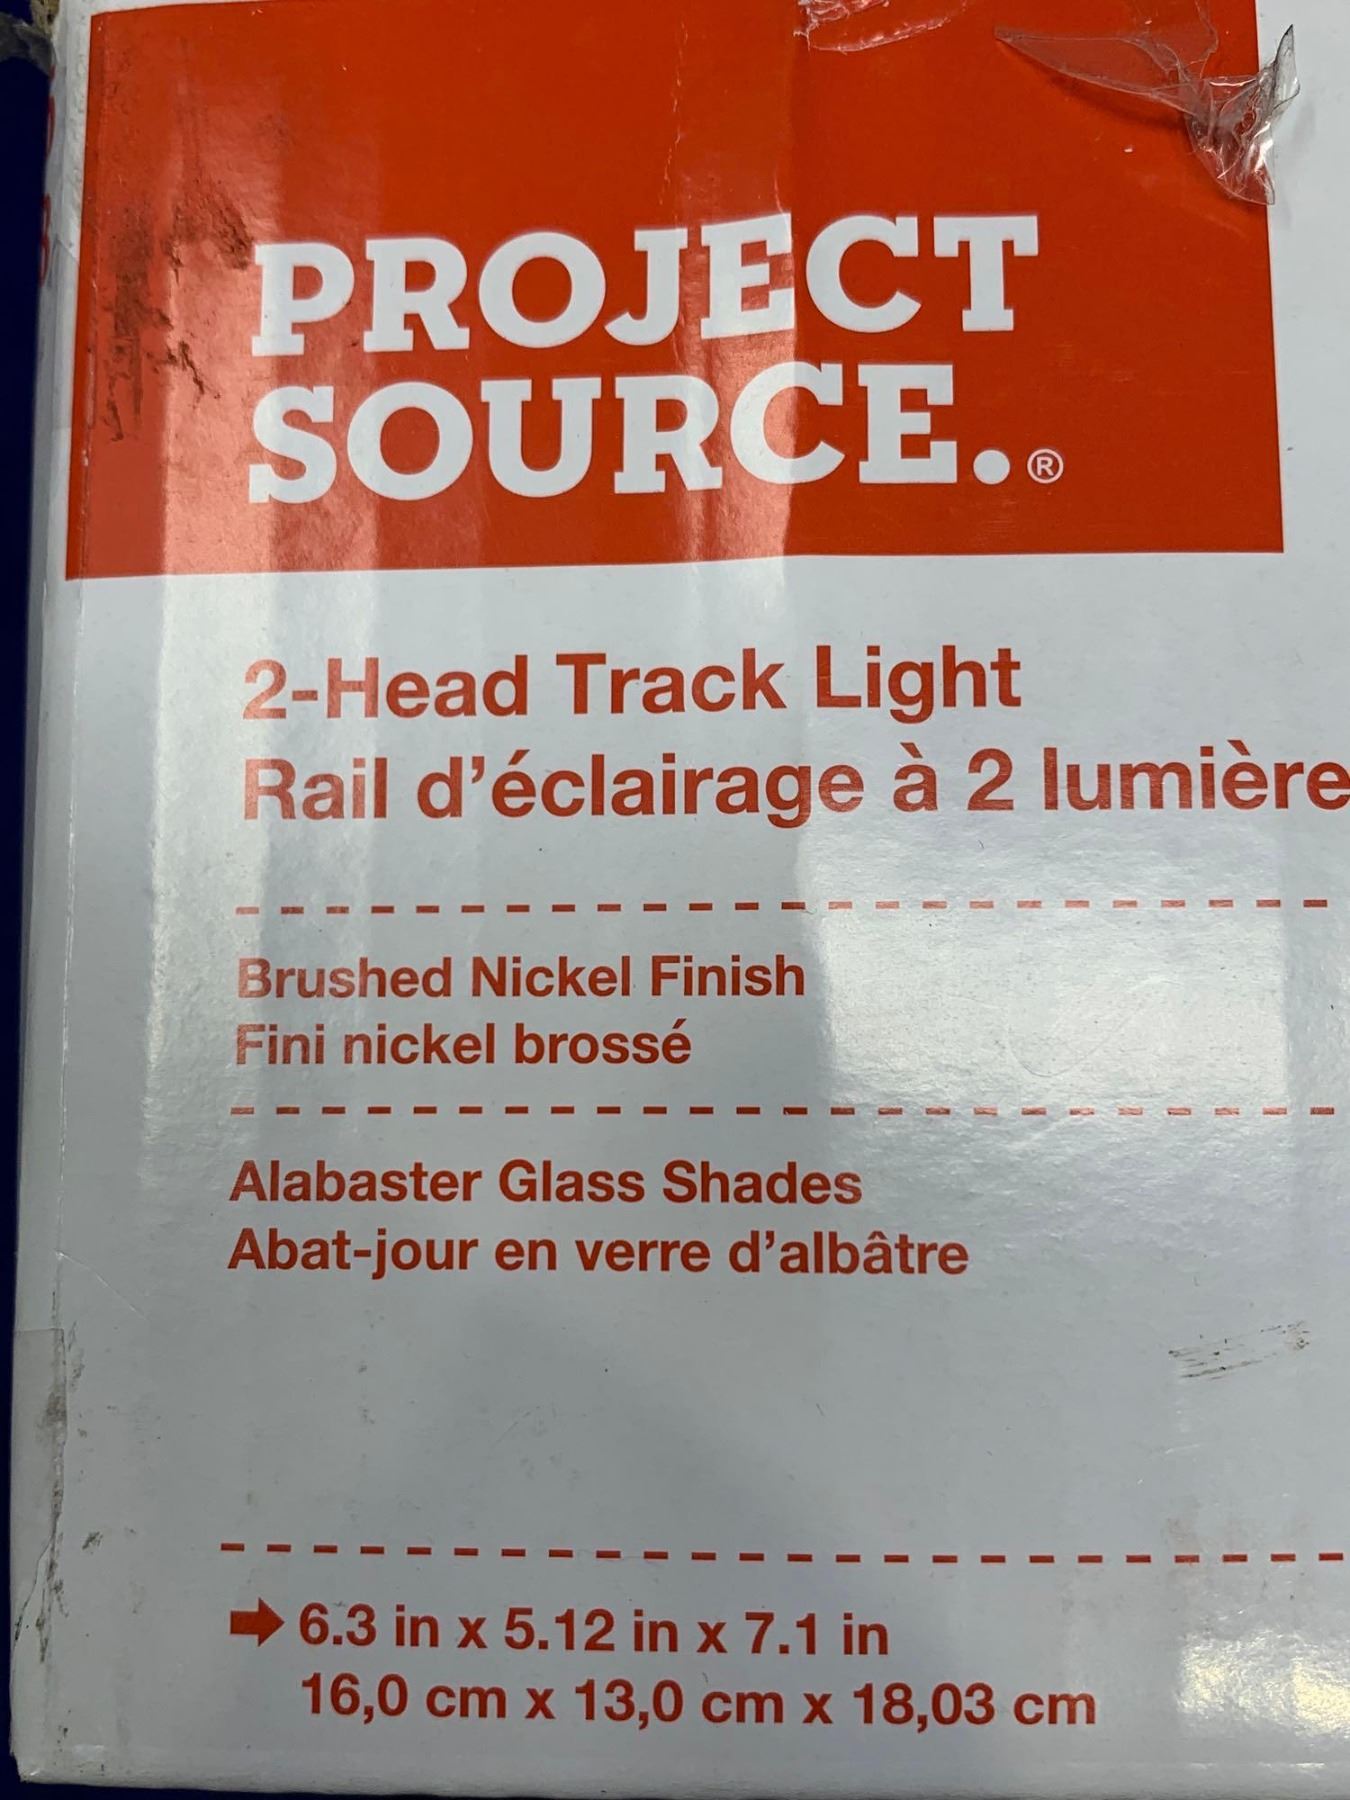 PROJECT
SOURCE.®
2-Head Track Light
Rail d'éclairage à 2 lumière
Brushed Nickel Finish
Fini nickel brossé
Alabaster Glass Shades
Abat-jour en verre d'albâtre
6.3 in x 5.12 in x 7.1 in
16,0 cm x 13,0 cm x 18,03 cm